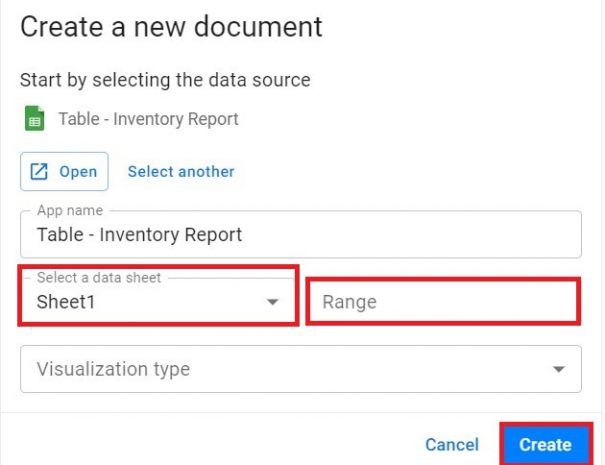 Create a new document
Start by selecting the data source
Table - Inventory Report
Open
Select another
App name
Table - Inventory Report
Select a data sheet
Sheet1
Range
Visualization type
Cancel
Create